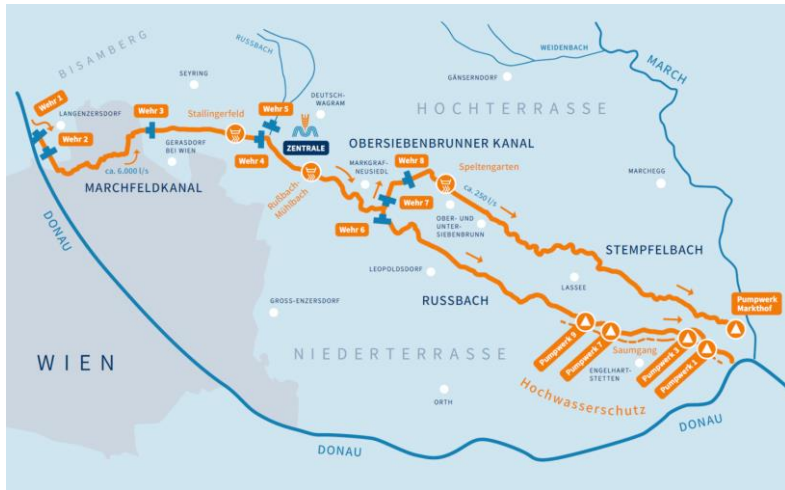 BISAMBERG
SEYRING
RUSSBACH
WEIDENBACH
MARCH
GÄNSERNDORF
HOCHTERRASSE
Wehr 1
LANGENZERSDORF
Wehr 2
Wehr 3
Stallingerfeld
Wehr 5
DEUTSCH-
WAGRAM
GERASDORF
BEI WIEN
Wehr 4
ZENTRALE
OBERSIEBENBRUNNER KANAL
ca. 6.000 l/s
MARCHFELDKANAL
Rußbach-
Mühlbach
MARKGRAF-
NEUSIEDL
Wehr 8
Speltengarten
ca. 250 l/s
MARCHEGG
Wehr 7
Wehr 6
OBER- UND
UNTER-
SIEBENBRUNN
DONAU
STEMPFELBACH
LEOPOLDSDORF
LASSEE
RUSSBACH
GROSS-ENZERSDORF
Pumpwerk
Markthof
WIEN
NIEDERTERRASSE
Pumpwerk 9
Pumpwerk 7
Saumgang
ENGELHART-
STETTEN
Pumpwerk 3
Pumpwerk 1
Hochwasserschutz
ORTH
DONAU
DONAU